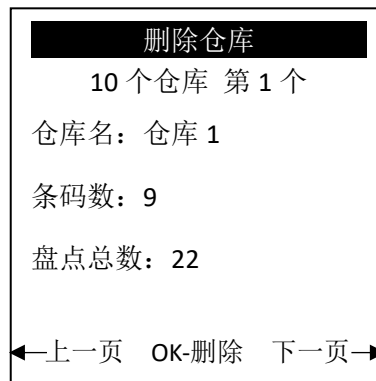 删除仓库
10 个仓库 第 1 个
仓库名：仓库 1
条码数：9
盘点总数：22
上一页 OK-删除 下一页